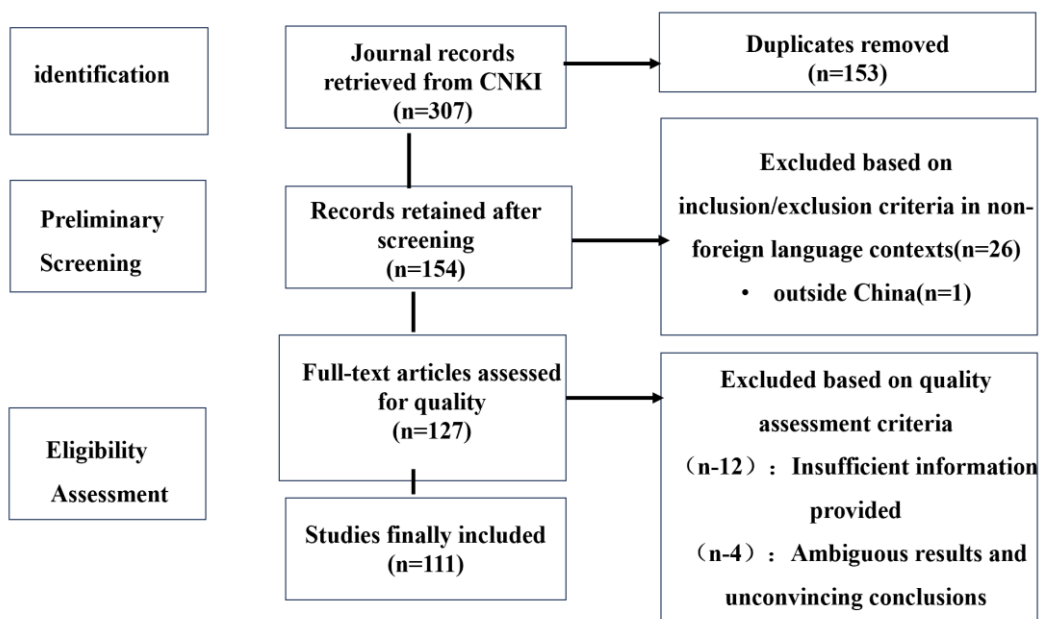 identification
Journal records
retrieved from CNKI
(n=307)
Duplicates removed
(n=153)
Preliminary
Screening
Records retained after
screening
(n=154)
Excluded based on
inclusion/exclusion criteria in non-
foreign language contexts(n=26)
• outside China(n=1)
Eligibility
Assessment
Full-text articles assessed
for quality
(n=127)
Excluded based on quality
assessment criteria
（n-12）：Insufficient information
provided
（n-4）：Ambiguous results and
unconvincing conclusions
Studies finally included
(n=111)